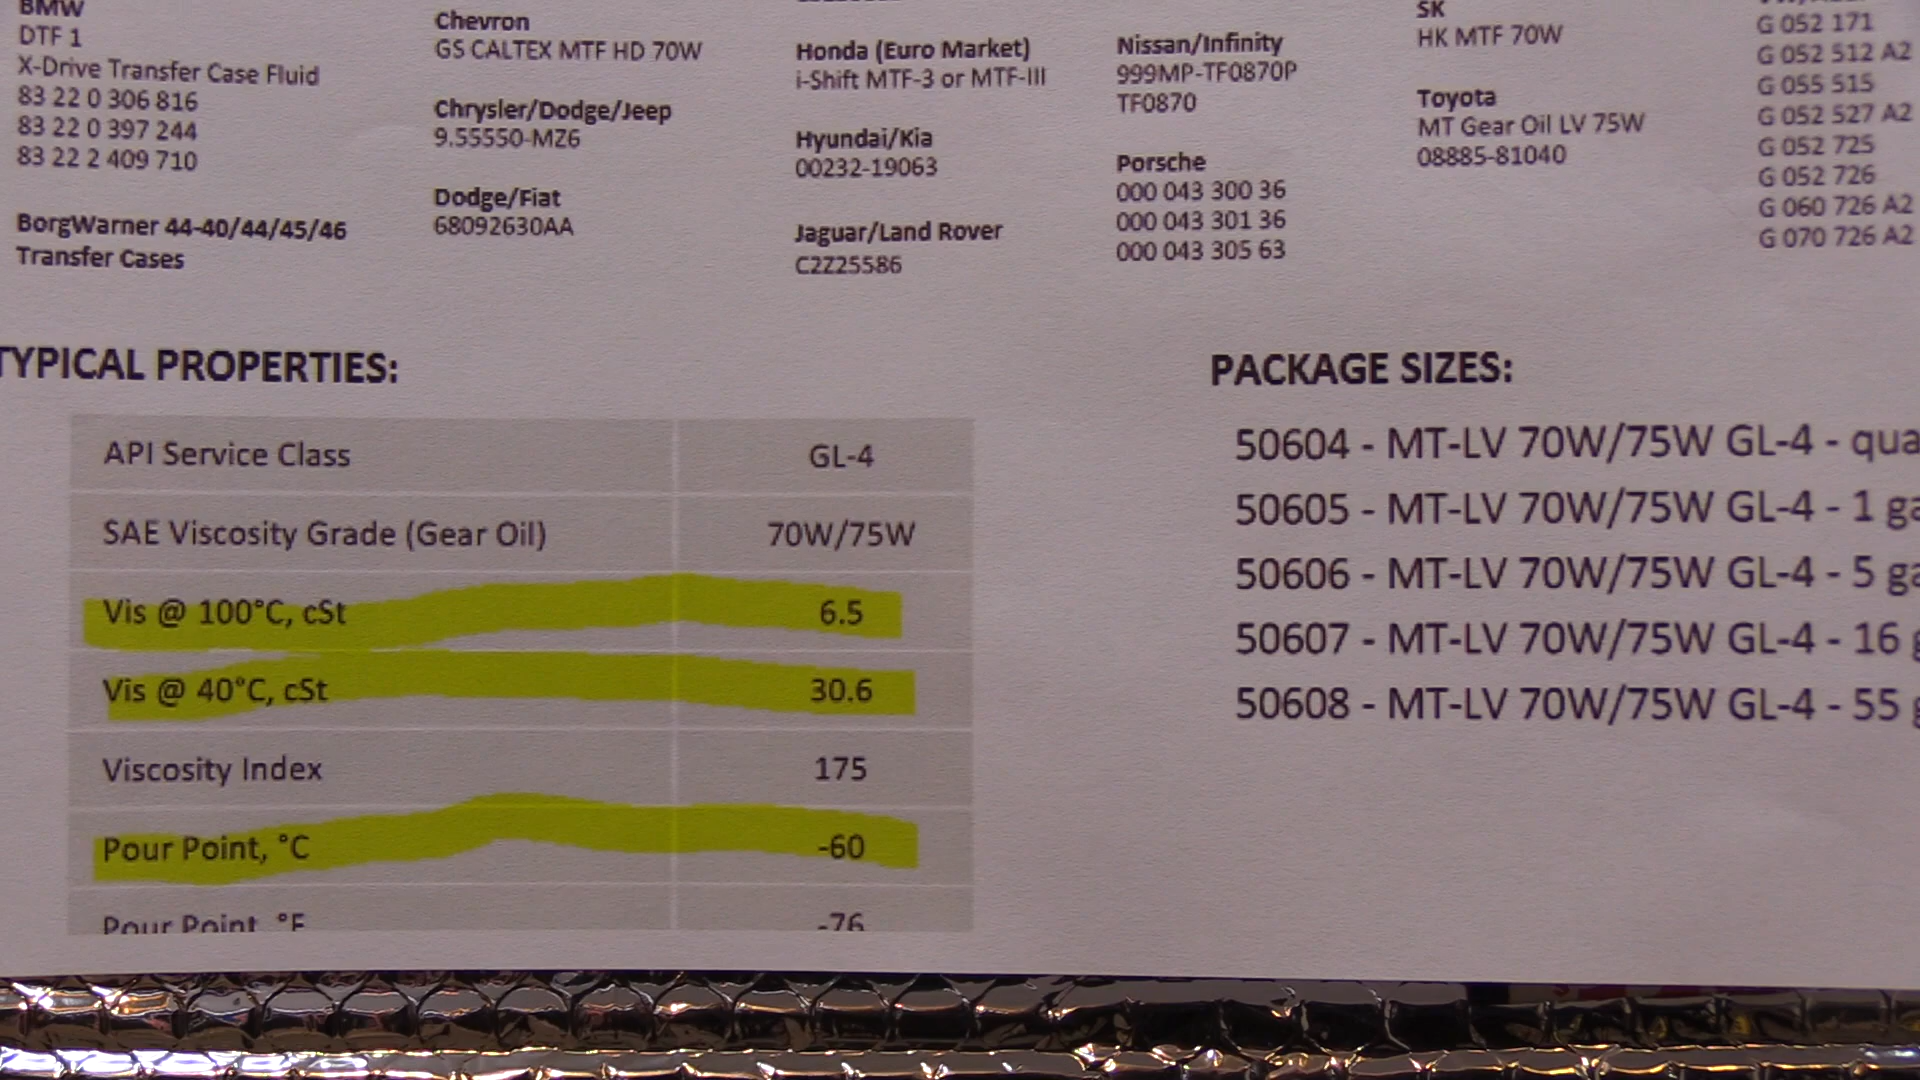 BMW
DTF 1
X-Drive Transfer Case Fluid
83 22 0 306 816
83 22 0 397 244
83 22 2 409 710
BorgWarner 44-40/44/45/46
Transfer Cases
Chevron
GS CALTEX MTF HD 70W
Chrysler/Dodge/Jeep
9.55550-MZ6
Dodge/Fiat
68092630AA
Honda (Euro Market)
i-Shift MTF-3 or MTF-III
Hyundai/Kia
00232-19063
Jaguar/Land Rover
C2Z25586
Nissan/Infinity
999MP-TF0870P
TF0870
Porsche
000 043 300 36
000 043 301 36
000 043 305 63
SK
HK MTF 70W
Toyota
MT Gear Oil LV 75W
08885-81040
G 052 171
G 052 512 A2
G 055 515
G 052 527 A2
G 052 725
G 052 726
G 060 726 A2
G 070 726 A2
TYPICAL PROPERTIES:
API Service Class GL-4
SAE Viscosity Grade (Gear Oil) 70W/75W
Vis @ 100°C, cSt 6.5
Vis @ 40°C, cSt 30.6
Viscosity Index 175
Pour Point, °C -60
Pour Point, °F -76
PACKAGE SIZES:
50604 - MT-LV 70W/75W GL-4 - qua
50605 - MT-LV 70W/75W GL-4 - 1 ga
50606 - MT-LV 70W/75W GL-4 - 5 ga
50607 - MT-LV 70W/75W GL-4 - 16 g
50608 - MT-LV 70W/75W GL-4 - 55 g